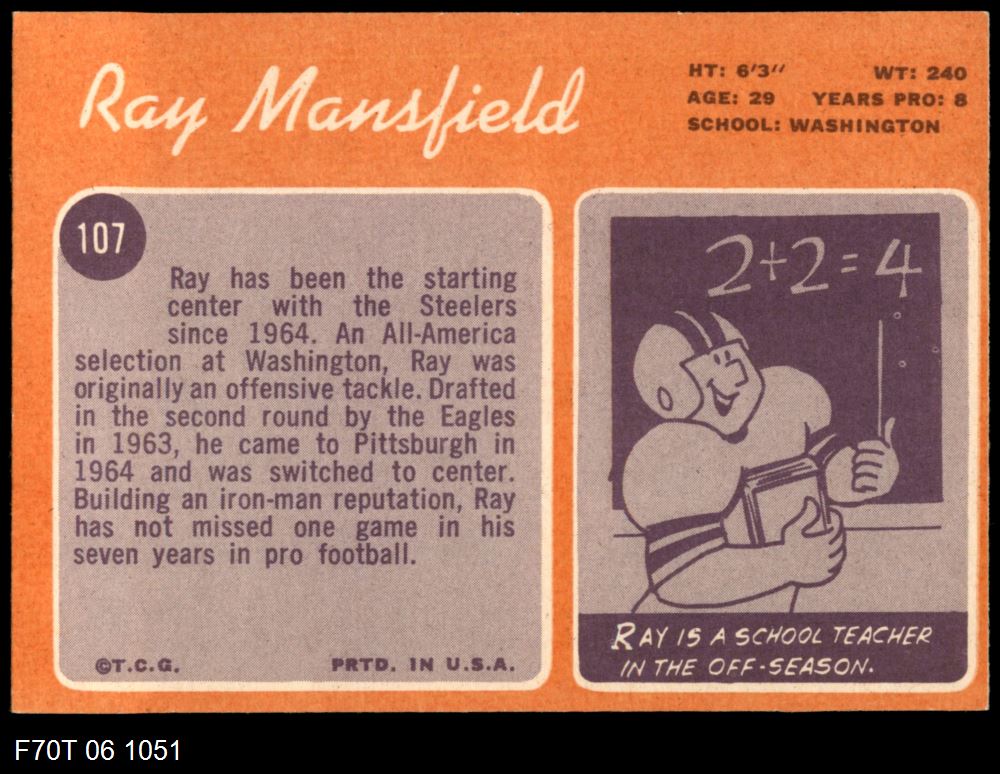 Ray Mansfield
HT: 6'3" WT: 240
AGE: 29 YEARS PRO: 8
SCHOOL: WASHINGTON
107
Ray has been the starting
center with the Steelers
since 1964. An All-America
selection at Washington, Ray was
originally an offensive tackle. Drafted
in the second round by the Eagles
in 1963, he came to Pittsburgh in
1964 and was switched to center.
Building an iron-man reputation, Ray
has not missed one game in his
seven years in pro football.
©T.C.G. PRTD. IN U.S.A.
2+2=4
RAY IS A SCHOOL TEACHER
IN THE OFF-SEASON.
F70T 06 1051